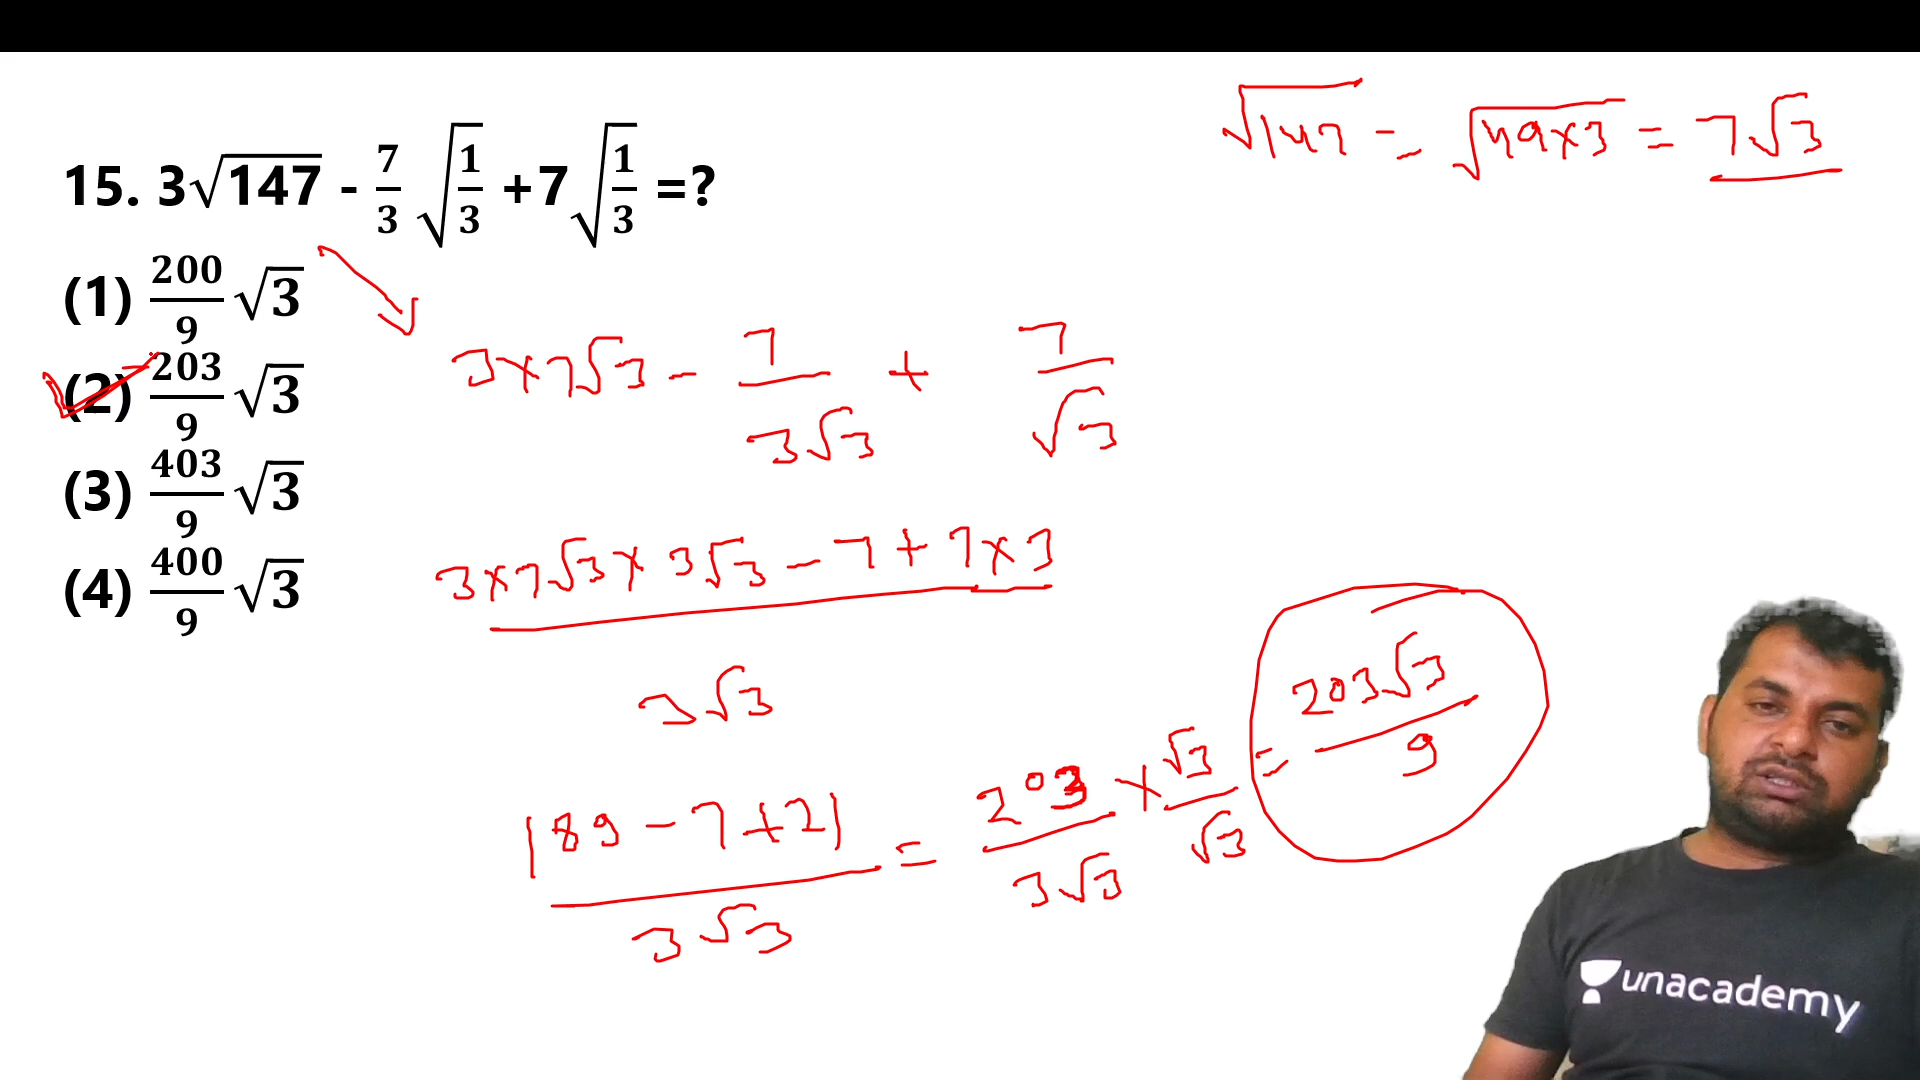 15. 3√147 - 7/3 √(1/3) +7√(1/3) =?
(1) 200/9 √3
(2) 203/9 √3
(3) 403/9 √3
(4) 400/9 √3
√147 = √(49×3) = 7√3
3×7√3 - 7/(3√3) + 7/√3
(3×7√3×3√3-7+7×3)/(3√3)
(189-7+21)/(3√3) = 203/(3√3) × √3/√3 = 203√3/9
unacademy